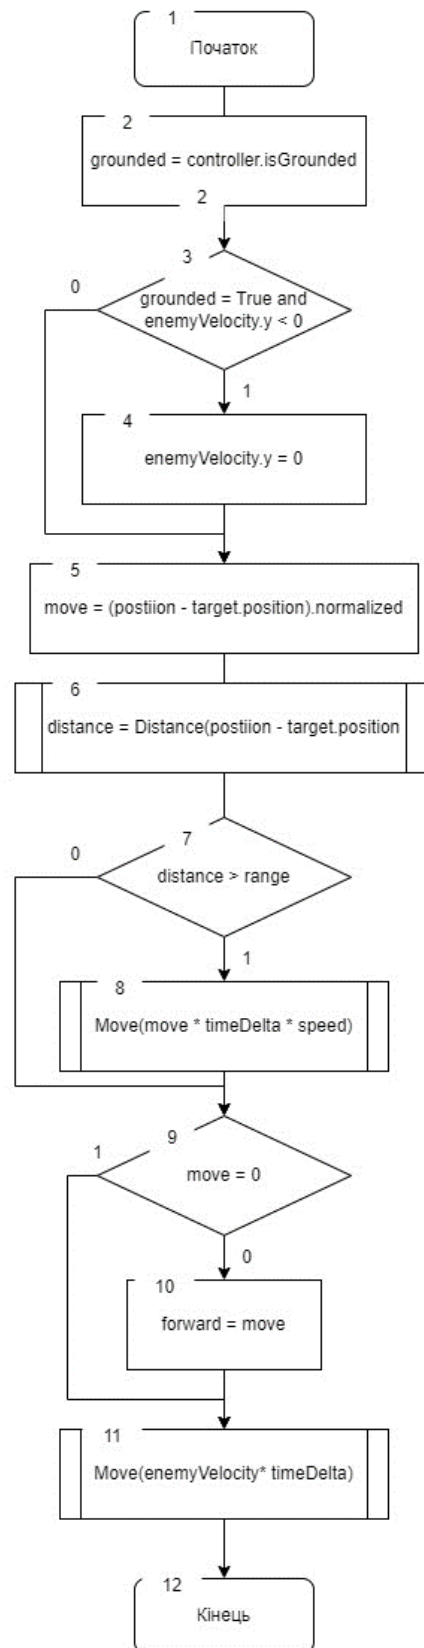 1
Початок
2
grounded = controller.isGrounded
2
3
0
grounded = True and
enemyVelocity.y < 0
1
4
enemyVelocity.y = 0
5
move = (postiion - target.position).normalized
6
distance = Distance(postiion - target.position
7
0
distance > range
1
8
Move(move * timeDelta * speed)
9
1
move = 0
0
10
forward = move
11
Move(enemyVelocity* timeDelta)
12
Кінець